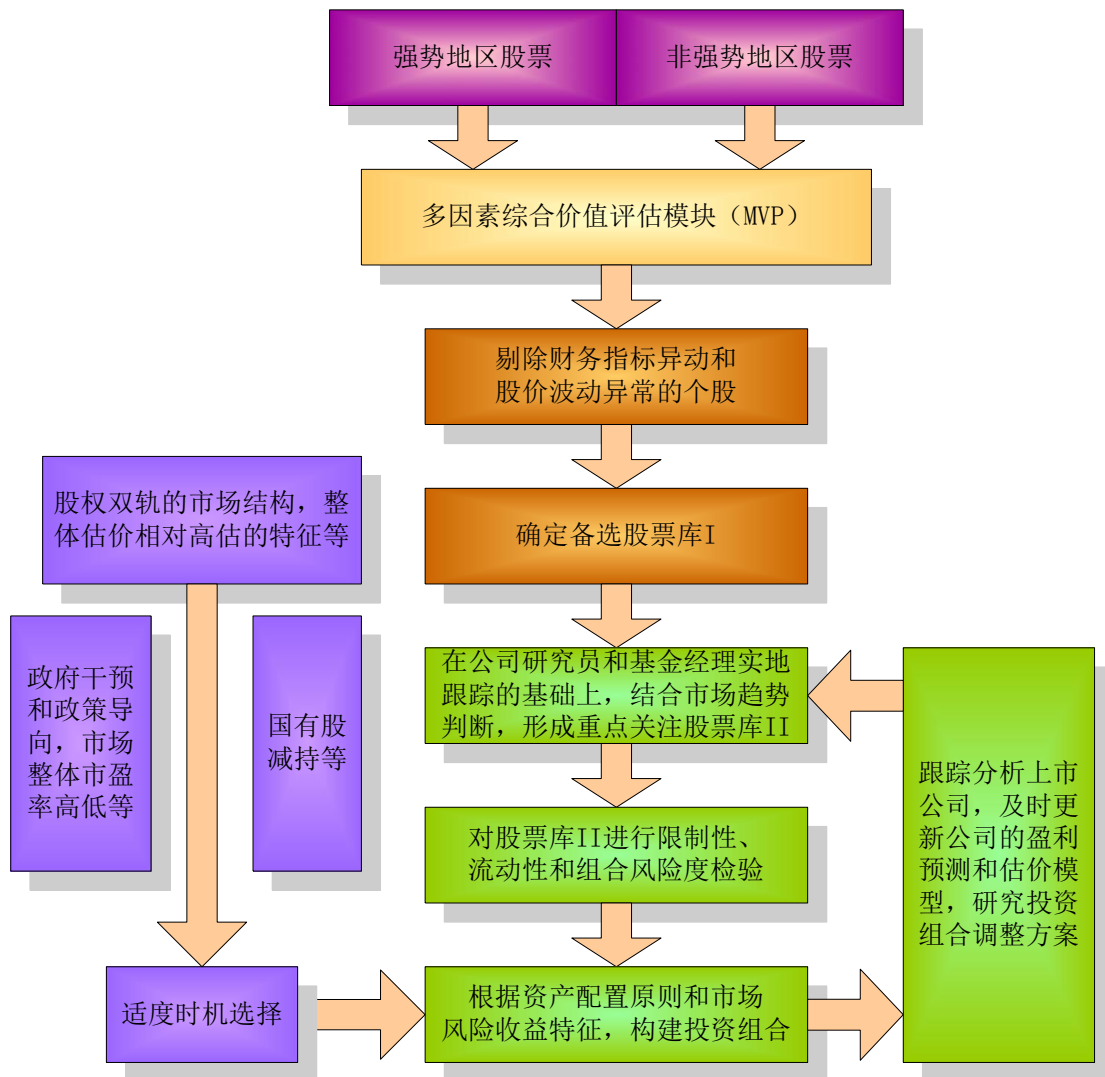 强势地区股票
非强势地区股票
多因素综合价值评估模块（MVP）
剔除财务指标异动和
股价波动异常的个股
股权双轨的市场结构，整
体估价相对高估的特征等
确定备选股票库I
政府干预
和政策导
向，市场
整体市盈
率高低等
国有股
减持等
在公司研究员和基金经理实地
跟踪的基础上，结合市场趋势
判断，形成重点关注股票库II
跟踪分析上市
公司，及时更
新公司的盈利
预测和估价模
型，研究投资
组合调整方案
对股票库II进行限制性、
流动性和组合风险度检验
适度时机选择
根据资产配置原则和市场
风险收益特征，构建投资组合